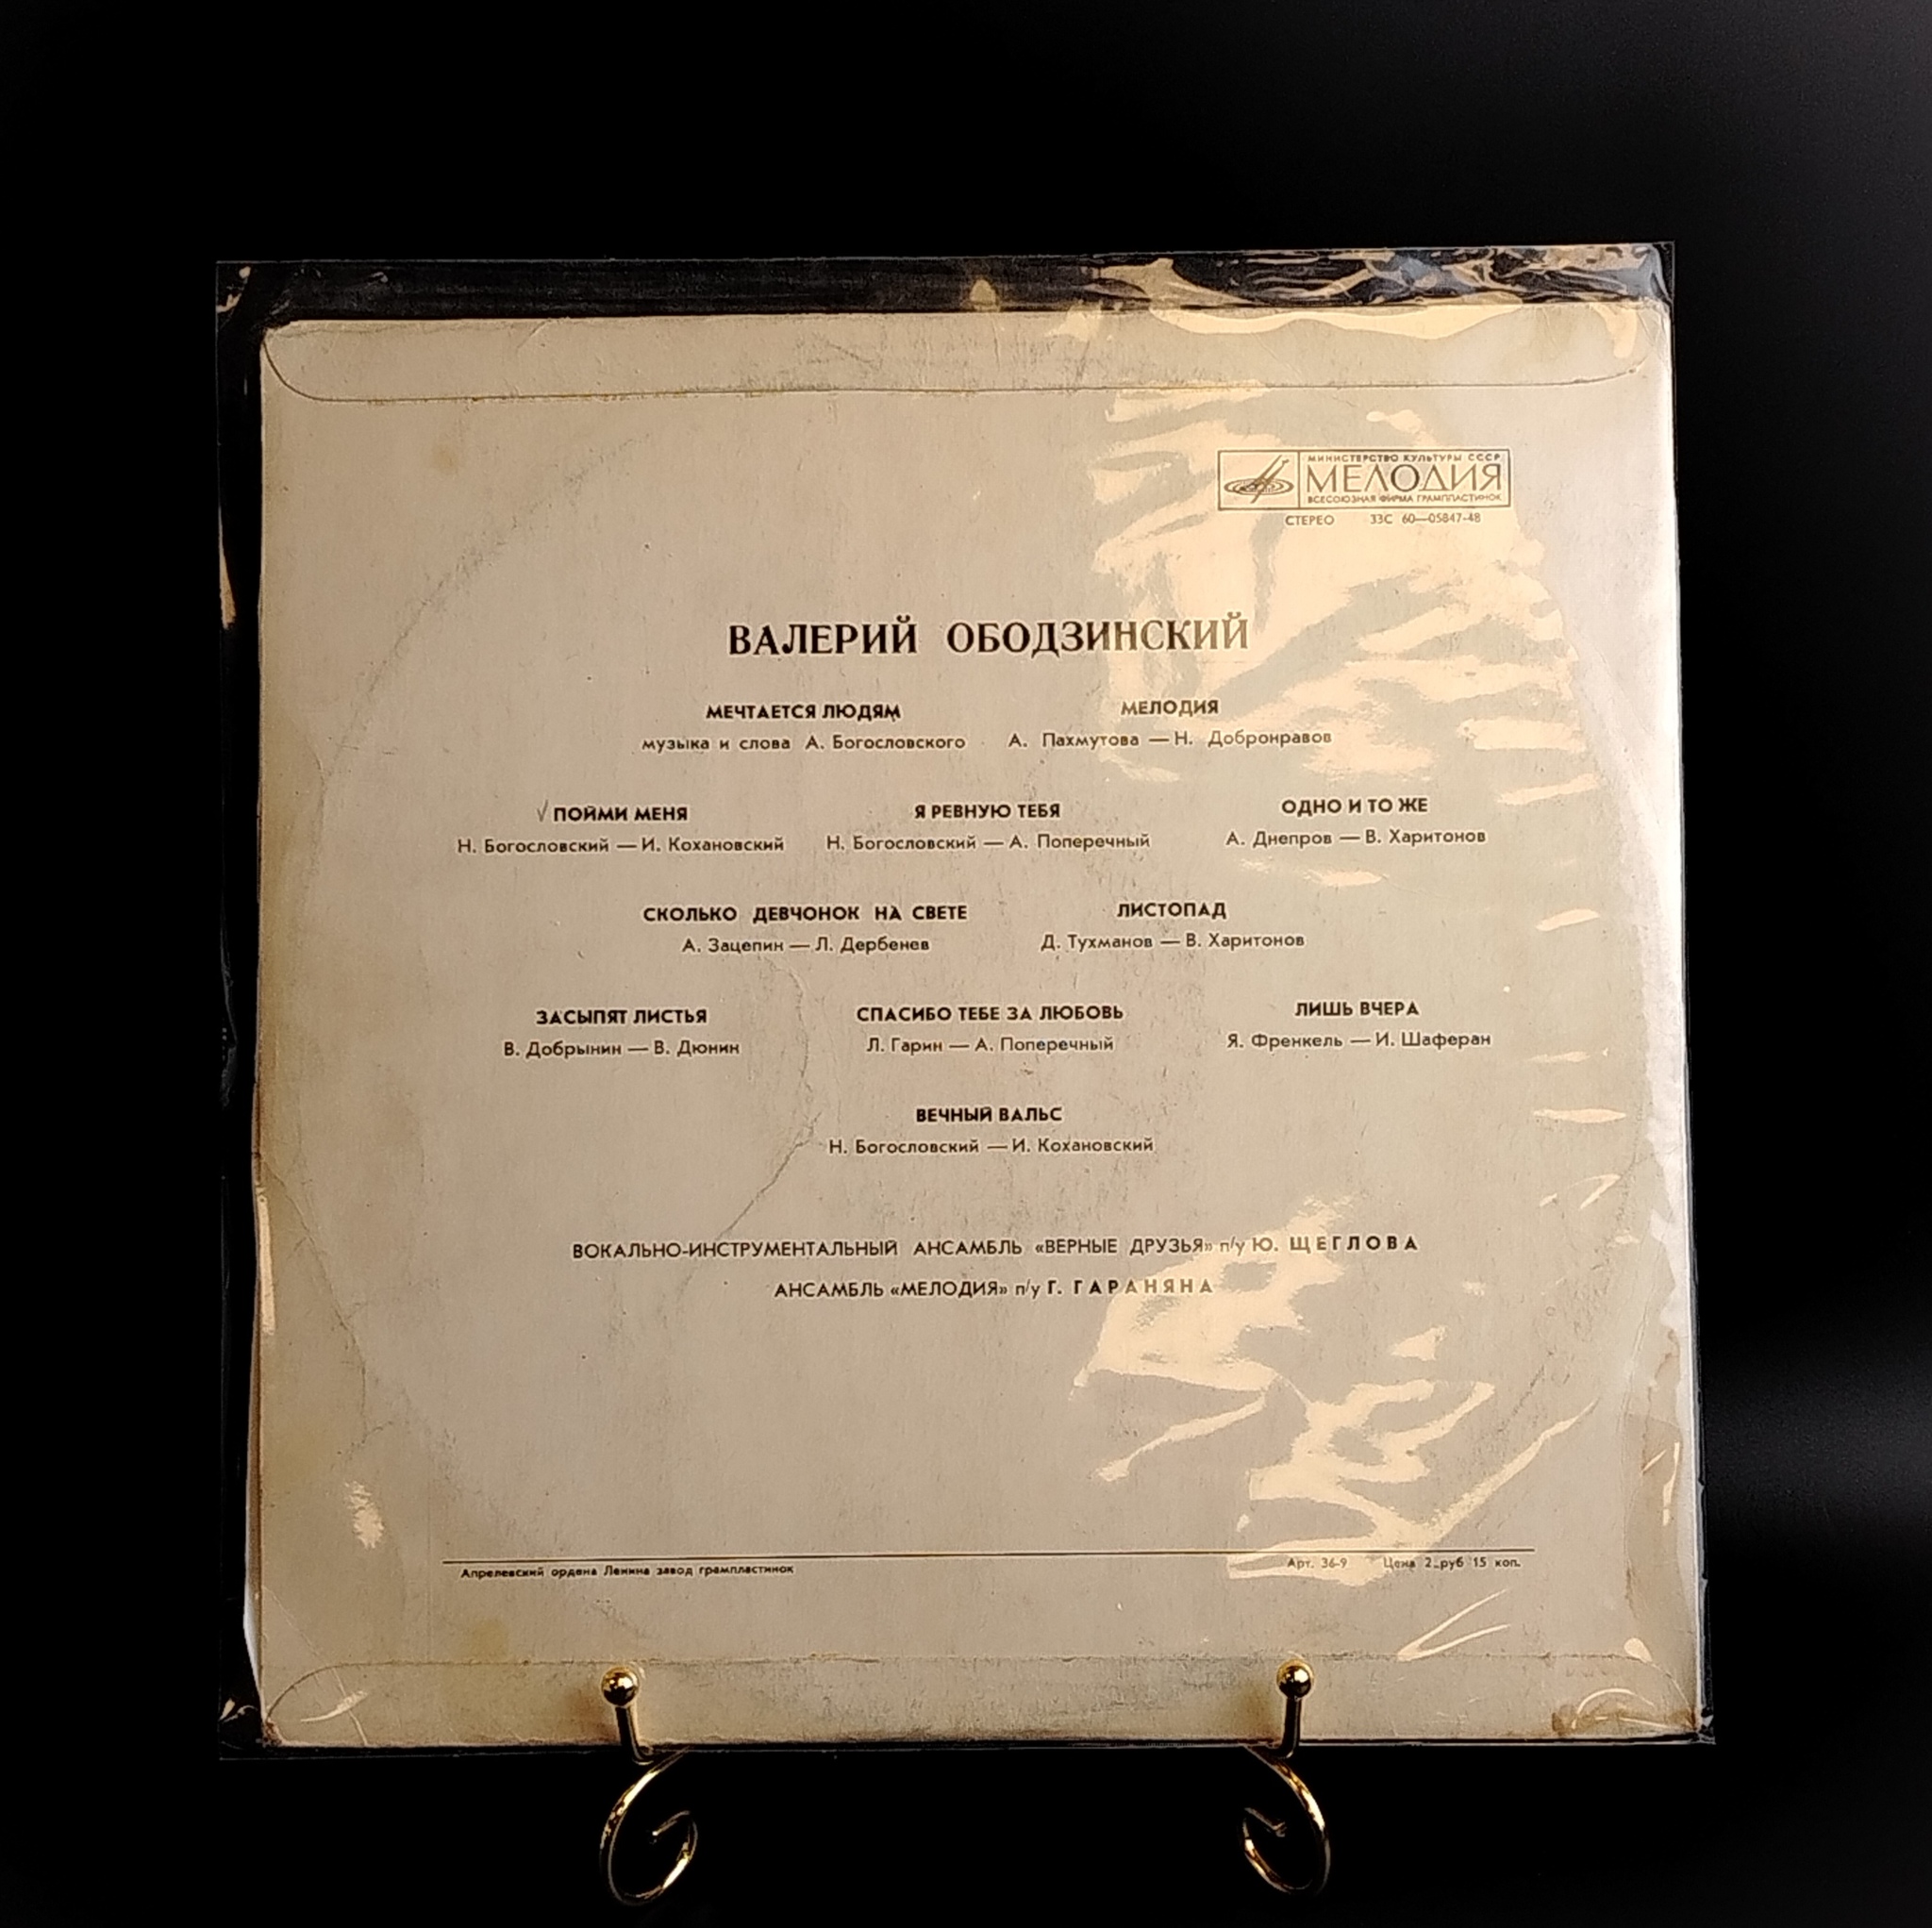 МИНИСТЕРСТВО КУЛЬТУРЫ СССР
МЕЛОДИЯ
ВСЕСОЮЗНАЯ ФИРМА ГРАМПЛАСТИНОК
СТЕРЕО 33С 60—05847-48
ВАЛЕРИЙ ОБОДЗИНСКИЙ
МЕЧТАЕТСЯ ЛЮДЯМ
музыка и слова А. Богословского
МЕЛОДИЯ
А. Пахмутова — Н. Добронравов
ПОЙМИ МЕНЯ
Н. Богословский — И. Кохановский
Я РЕВНУЮ ТЕБЯ
Н. Богословский — А. Поперечный
ОДНО И ТО ЖЕ
А. Днепров — В. Харитонов
СКОЛЬКО ДЕВЧОНОК НА СВЕТЕ
А. Зацепин — Л. Дербенев
ЛИСТОПАД
Д. Тухманов — В. Харитонов
ЗАСЫПЯТ ЛИСТЬЯ
В. Добрынин — В. Дюнин
СПАСИБО ТЕБЕ ЗА ЛЮБОВЬ
Л. Гарин — А. Поперечный
ЛИШЬ ВЧЕРА
Я. Френкель — И. Шаферан
ВЕЧНЫЙ ВАЛЬС
Н. Богословский — И. Кохановский
ВОКАЛЬНО-ИНСТРУМЕНТАЛЬНЫЙ АНСАМБЛЬ «ВЕРНЫЕ ДРУЗЬЯ» п/у Ю. ЩЕГЛОВА
АНСАМБЛЬ «МЕЛОДИЯ» п/у Г. ГАРАНЯНА
Апрелевский ордена Ленина завод грампластинок
Арт. 36-9 Цена 2 руб 15 коп.